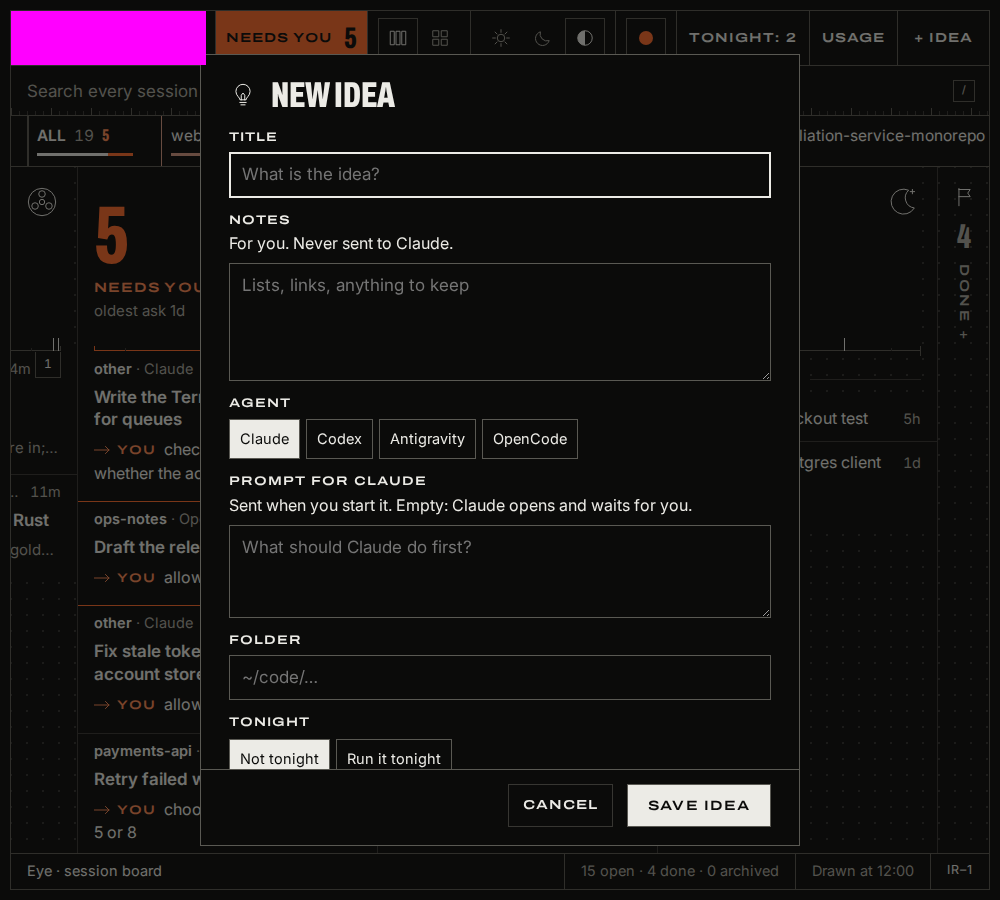 NEEDS YOU 5
TONIGHT: 2
USAGE
+ IDEA
Search every session
/
ALL 19 5
web
liation-service-monorepo
5
NEEDS YOU
oldest ask 1d
4m 1
re in;...
.. 11m
Rust
gold...
other · Claude
Write the Ter
for queues
→ YOU chec
whether the ac
ops-notes · Op
Draft the rele
→ YOU allow
other · Claude
Fix stale toke
account store
→ YOU allow
payments-api ·
Retry failed w
→ YOU choo
5 or 8
NEW IDEA
TITLE
What is the idea?
NOTES
For you. Never sent to Claude.
Lists, links, anything to keep
AGENT
Claude Codex Antigravity OpenCode
PROMPT FOR CLAUDE
Sent when you start it. Empty: Claude opens and waits for you.
What should Claude do first?
FOLDER
~/code/...
TONIGHT
Not tonight Run it tonight
CANCEL SAVE IDEA
ckout test 5h
tgres client 1d
4 DONE +
Eye · session board
15 open · 4 done · 0 archived
Drawn at 12:00
IR–1